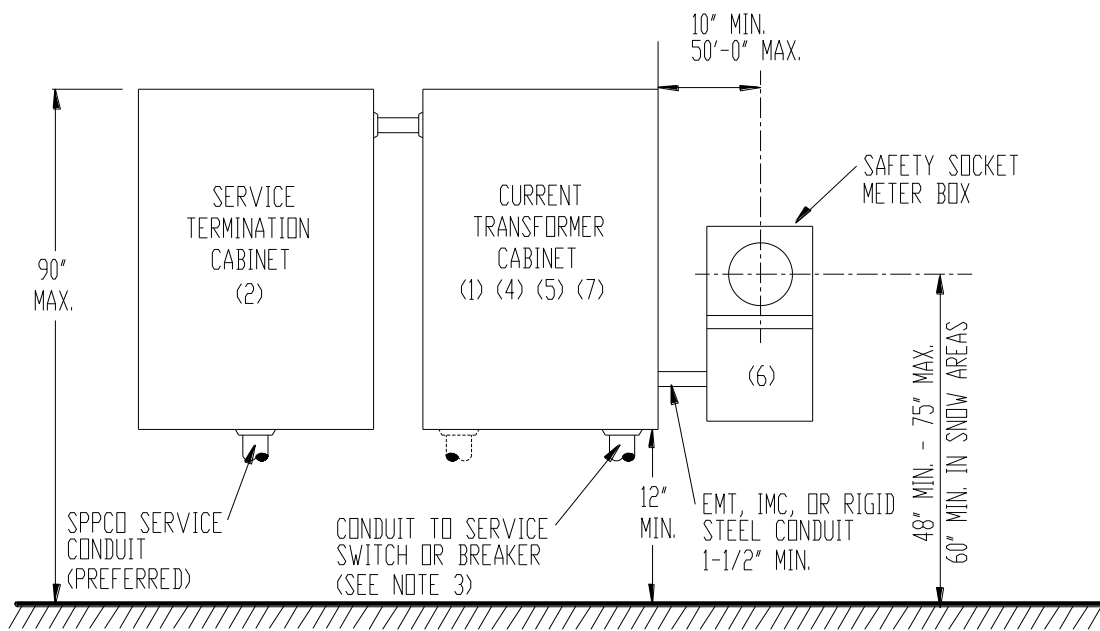 10" MIN.
50'-0" MAX.
SAFETY SOCKET
METER BOX
SERVICE
TERMINATION
CABINET
(2)
CURRENT
TRANSFORMER
CABINET
(1) (4) (5) (7)
90"
MAX.
(6)
48" MIN. - 75" MAX.
60" MIN. IN SNOW AREAS
12"
MIN.
EMT, IMC, OR RIGID
STEEL CONDUIT
1-1/2" MIN.
SPPCO SERVICE
CONDUIT
(PREFERRED)
CONDUIT TO SERVICE
SWITCH OR BREAKER
(SEE NOTE 3)